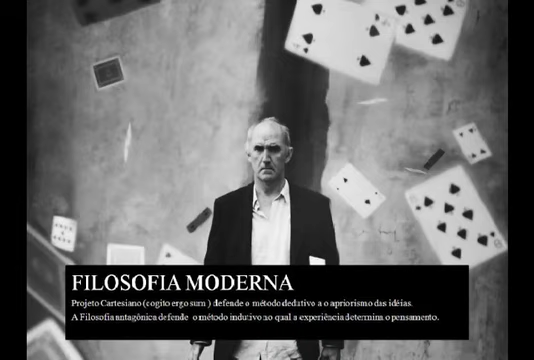 FILOSOFIA MODERNA
Projeto Cartesiano (cogito ergo sum.) defende o método dedutivo a o apriorismo das idéias.
A Filosofia antagônica defende o método indutivo ao qual a experiência determina o pensamento.